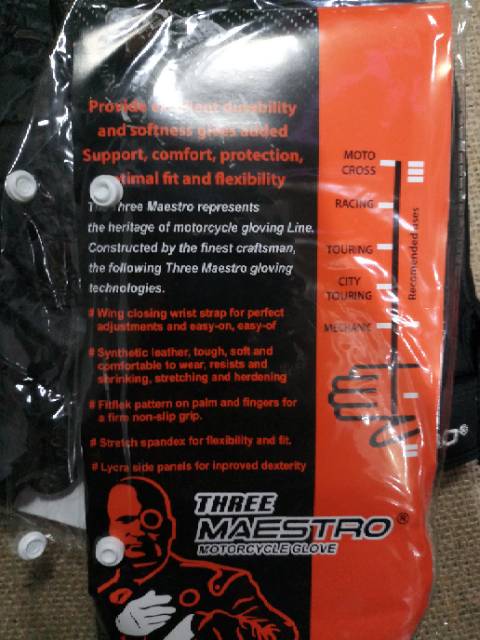 Provide excellent durability
and softness gives added
Support, comfort, protection,
optimal fit and flexibility
The Three Maestro represents
the heritage of motorcycle gloving Line.
Constructed by the finest craftsman,
the following Three Maestro gloving
technologies.
# Wing closing wrist strap for perfect
adjustments and easy-on, easy-of
# Synthetic leather, tough, soft and
comfortable to wear, resists and
shrinking, stretching and herdening
# Fitflek pattern on palm and fingers for
a firm non-slip grip.
# Stretch spandex for flexibility and fit.
# Lycra side panels for inproved dexterity
THREE
MAESTRO®
MOTORCYCLE GLOVE
MOTO
CROSS
RACING
TOURING
CITY
TOURING
MECHANIC
Recomended uses